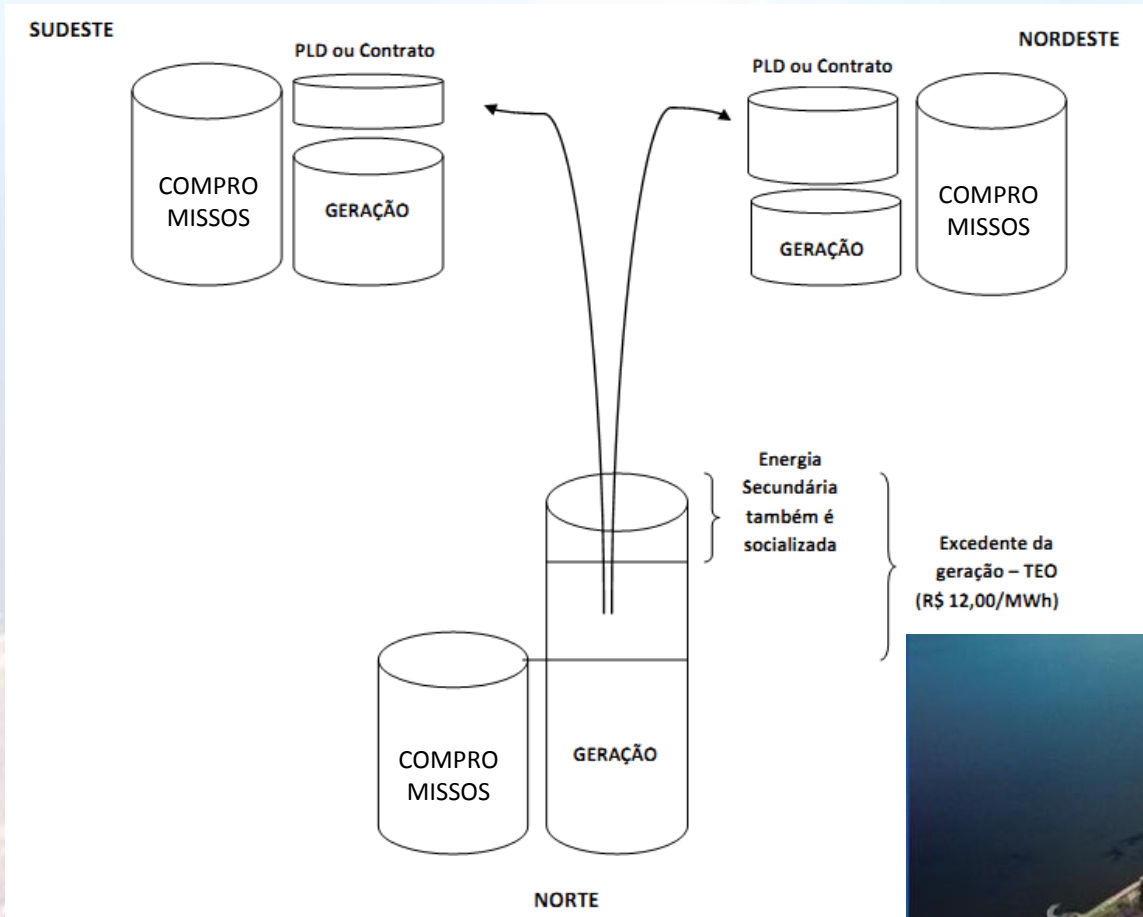 SUDESTE
PLD ou Contrato
COMPRO
MISSOS
GERAÇÃO
NORDESTE
PLD ou Contrato
GERAÇÃO
COMPRO
MISSOS
Energia
Secundária
também é
socializada
Excedente da
geração – TEO
(R$ 12,00/MWh)
COMPRO
MISSOS
GERAÇÃO
NORTE